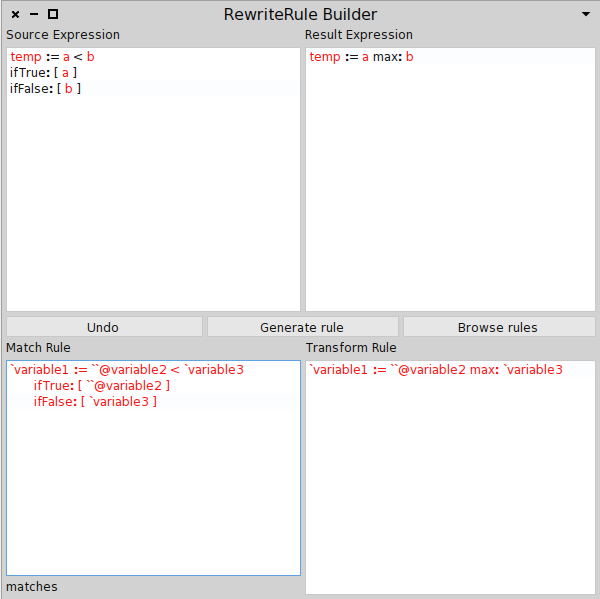 RewriteRule Builder
Source Expression
Result Expression
temp := a < b
ifTrue: [ a ]
ifFalse: [ b ]
temp := a max: b
Undo
Generate rule
Browse rules
Match Rule
Transform Rule
`variable1 := ``@variable2 < `variable3
ifTrue: [ ``@variable2 ]
ifFalse: [ `variable3 ]
`variable1 := ``@variable2 max: `variable3
matches